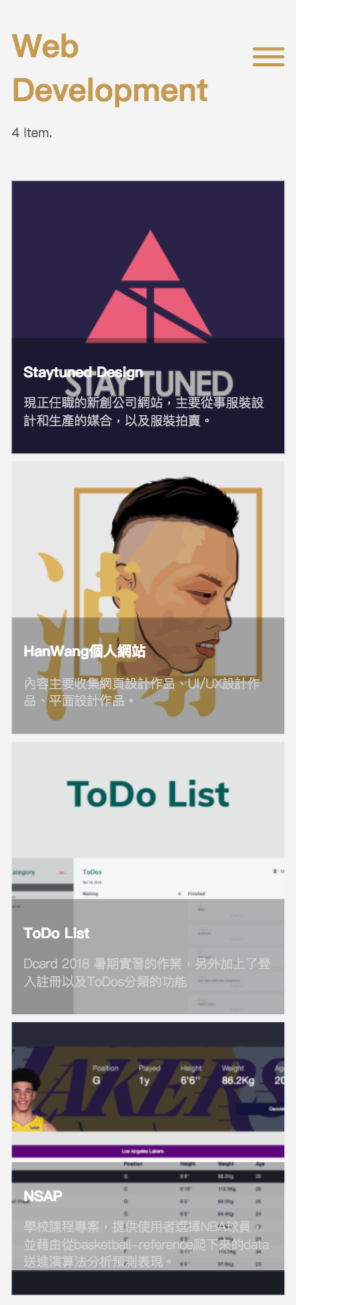 Web
Development
4 Item.
STAY TUNED
Staytuned Design
現正任職的新創公司網站，主要從事服裝設
計和生產的媒合，以及服裝拍賣。
HanWang個人網站
內容主要收集網頁設計作品、UI/UX設計作
品、平面設計作品。
ToDo List
ToDos
Waiting
Finished
ToDo List
Dcard 2018 暑期實習的作業，另外加上了登
入註冊以及ToDos分類的功能
LAKERS
Position Played Height Weight
G 1y 6'6'' 86.2Kg 20
Los Angeles Lakers
Position Height Weight Age
NSAP
學校課程專案，提供使用者選擇NBA球員，
並藉由從basketball-reference爬下來的data
送進演算法分析預測表現。